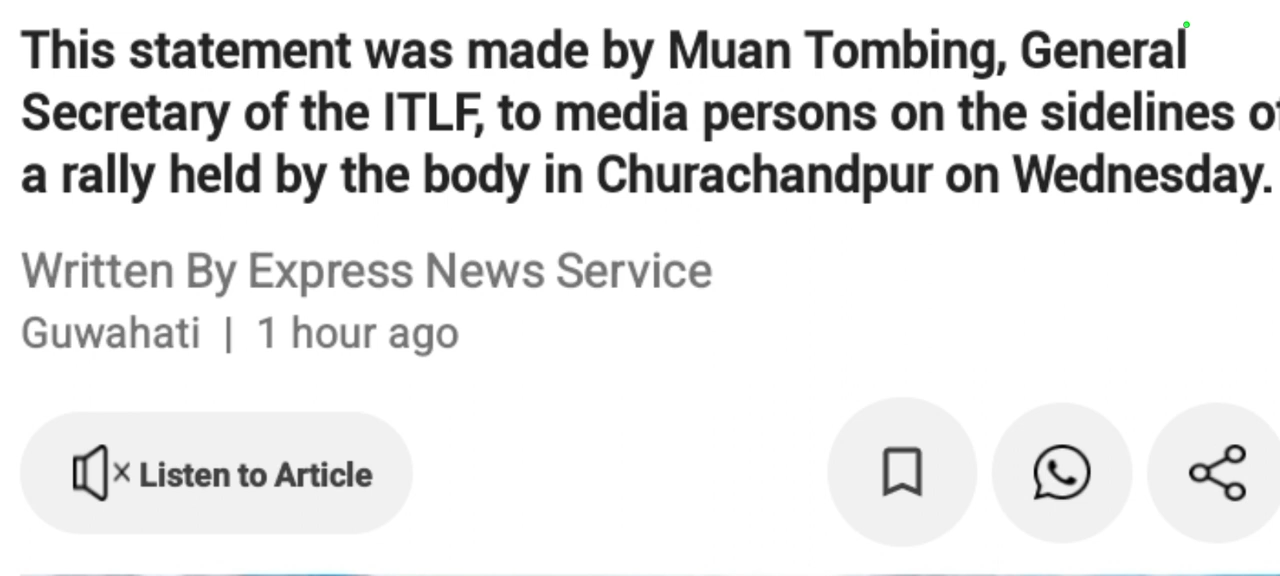 This statement was made by Muan Tombing, General
Secretary of the ITLF, to media persons on the sidelines of
a rally held by the body in Churachandpur on Wednesday.
Written By Express News Service
Guwahati | 1 hour ago
Listen to Article